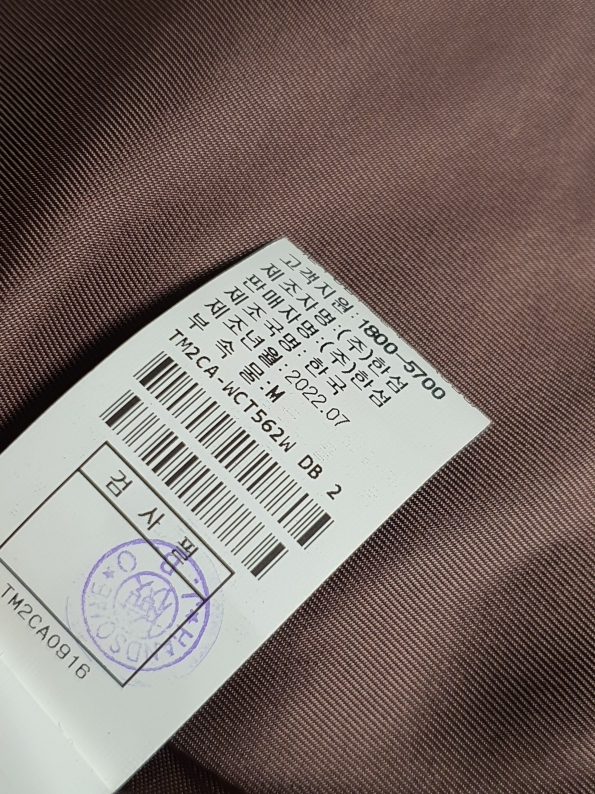 고객지원:1800-5700
제조자명:(주)한섬
판매자명:(주)한섬
제조국명:한국
제조년월:2022.07
부 속 물:M
TM2CA-WCT562W DB 2
검 사 필
HANDSOME
TM2CA0916